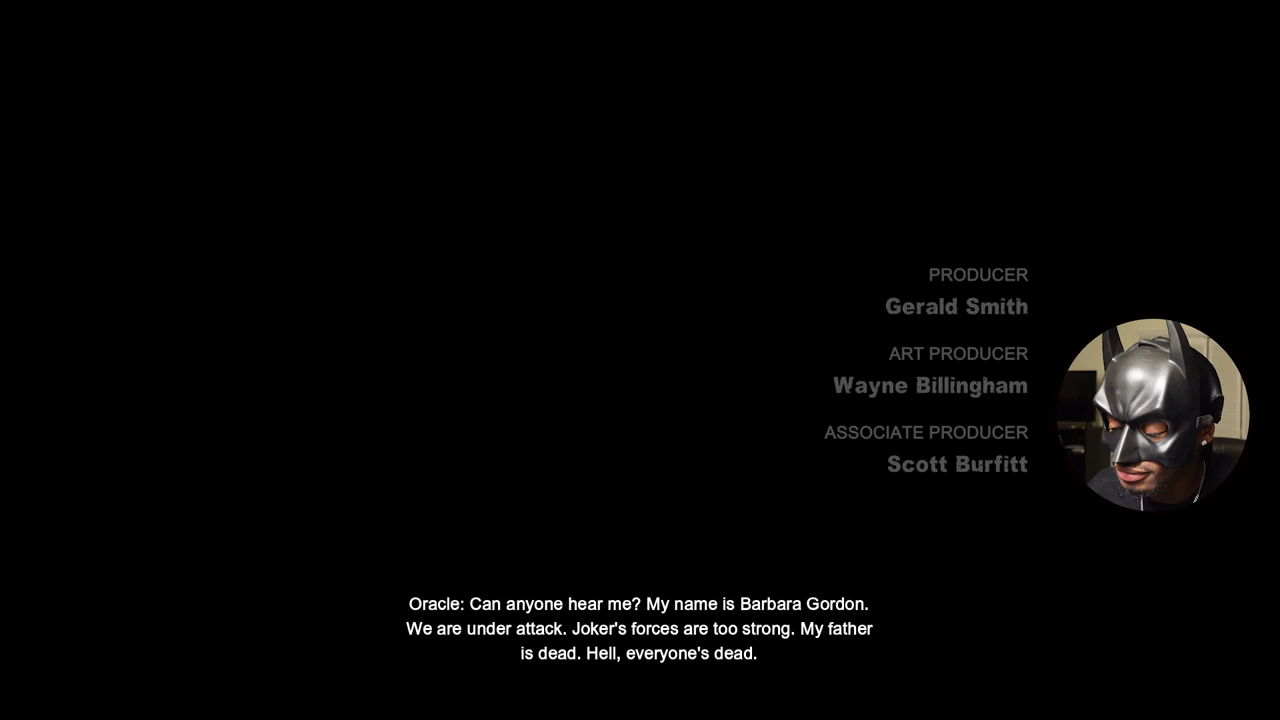 PRODUCER
Gerald Smith
ART PRODUCER
Wayne Billingham
ASSOCIATE PRODUCER
Scott Burfitt
Oracle: Can anyone hear me? My name is Barbara Gordon.
We are under attack. Joker's forces are too strong. My father
is dead. Hell, everyone's dead.